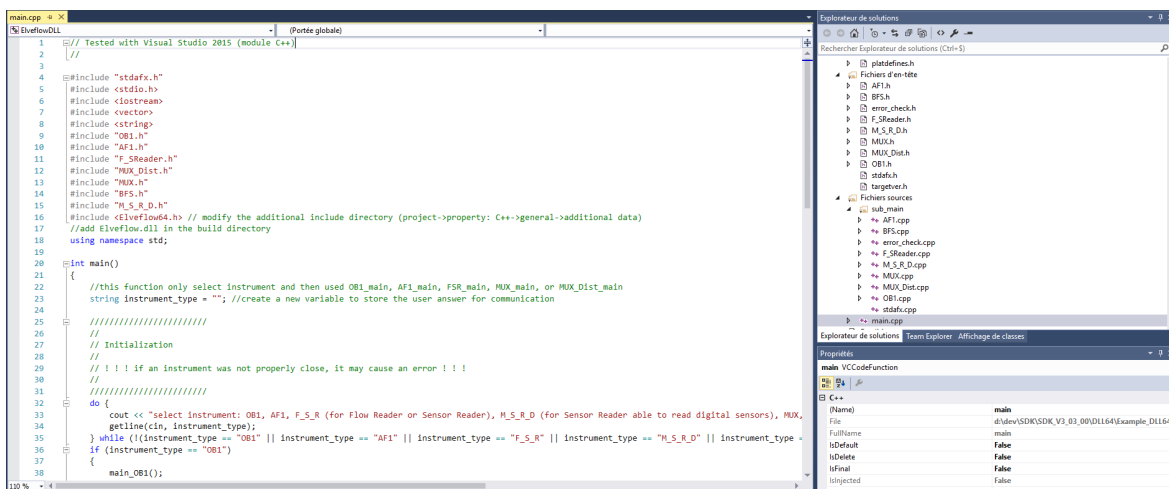 main.cpp
ElveflowDLL (Portée globale)
1 // Tested with Visual Studio 2015 (module C++)
2 //
3
4 #include "stdafx.h"
5 #include <stdio.h>
6 #include <iostream>
7 #include <vector>
8 #include <string>
9 #include "OB1.h"
10 #include "AF1.h"
11 #include "F_SReader.h"
12 #include "MUX_Dist.h"
13 #include "MUX.h"
14 #include "BFS.h"
15 #include "M_S_R_D.h"
16 #include <Elveflow64.h> // modify the additional include directory (project->property: C++->general->additional data)
17 //add Elveflow.dll in the build directory
18 using namespace std;
19
20 int main()
21 {
22 //this function only select instrument and then used OB1_main, AF1_main, FSR_main, MUX_main, or MUX_Dist_main
23 string instrument_type = ""; //create a new variable to store the user answer for communication
24
25 ////////////////////////
26 //
27 // Initialization
28 //
29 // ! ! ! if an instrument was not properly close, it may cause an error ! ! !
30 //
31 ////////////////////////
32 do {
33 cout << "select instrument: OB1, AF1, F_S_R (for Flow Reader or Sensor Reader), M_S_R_D (for Sensor Reader able to read digital sensors), MUX,
34 getline(cin, instrument_type);
35 } while (!(instrument_type == "OB1" || instrument_type == "AF1" || instrument_type == "F_S_R" || instrument_type == "M_S_R_D" || instrument_type =
36 if (instrument_type == "OB1")
37 {
38 main_OB1();
110 %
Explorateur de solutions
Rechercher Explorateur de solutions (Ctrl+$)
platdefines.h
Fichiers d'en-tête
AF1.h
BFS.h
error_check.h
F_SReader.h
M_S_R_D.h
MUX.h
MUX_Dist.h
OB1.h
stdafx.h
targetver.h
Fichiers sources
sub_main
AF1.cpp
BFS.cpp
error_check.cpp
F_SReader.cpp
M_S_R_D.cpp
MUX.cpp
MUX_Dist.cpp
OB1.cpp
stdafx.cpp
main.cpp
Explorateur de solutions Team Explorer Affichage de classes
Propriétés
main VCCodeFunction
C++
(Name) main
File d:\dev\SDK\SDK_V3_03_00\DLL64\Example_DLL64
FullName main
IsDefault False
IsDelete False
IsFinal False
IsInjected False